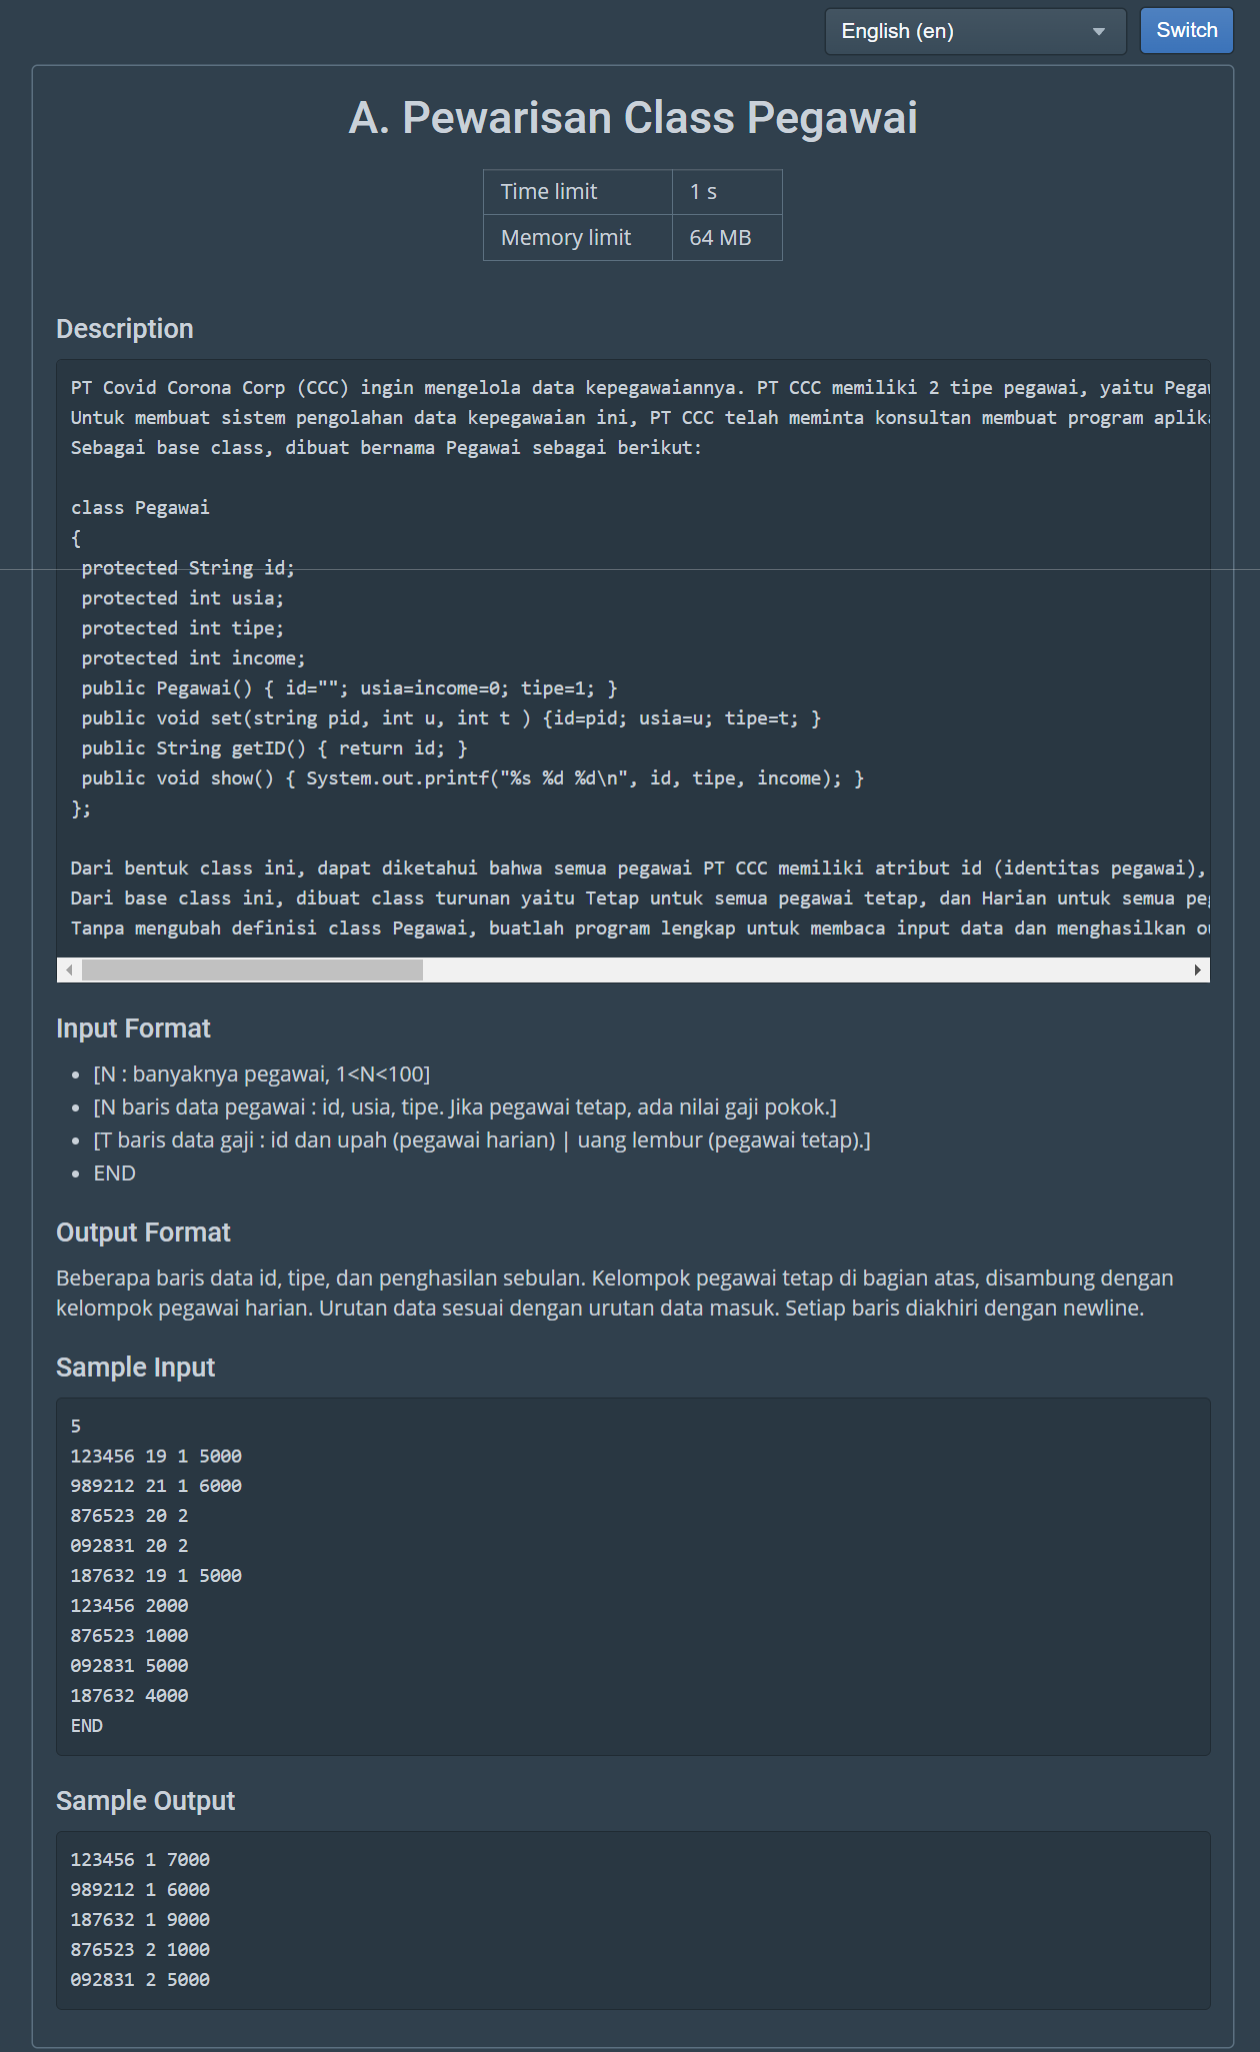 English (en)
Switch
A. Pewarisan Class Pegawai
Time limit 1 s
Memory limit 64 MB
Description
PT Covid Corona Corp (CCC) ingin mengelola data kepegawaiannya. PT CCC memiliki 2 tipe pegawai, yaitu
Untuk membuat sistem pengolahan data kepegawaian ini, PT CCC telah meminta konsultan membuat program
Sebagai base class, dibuat bernama Pegawai sebagai berikut:
class Pegawai
{
protected String id;
protected int usia;
protected int tipe;
protected int income;
public Pegawai() { id=""; usia=income=0; tipe=1; }
public void set(string pid, int u, int t ) {id=pid; usia=u; tipe=t; }
public String getID() { return id; }
public void show() { System.out.printf("%s %d %d\n", id, tipe, income); }
};
Dari bentuk class ini, dapat diketahui bahwa semua pegawai PT CCC memiliki atribut id (identitas pegawai),
Dari base class ini, dibuat class turunan yaitu Tetap untuk semua pegawai tetap, dan Harian untuk semua
Tanpa mengubah definisi class Pegawai, buatlah program lengkap untuk membaca input data dan menghasilkan
Input Format
• [N : banyaknya pegawai, 1<N<100]
• [N baris data pegawai : id, usia, tipe. Jika pegawai tetap, ada nilai gaji pokok.]
• [T baris data gaji : id dan upah (pegawai harian) | uang lembur (pegawai tetap).]
• END
Output Format
Beberapa baris data id, tipe, dan penghasilan sebulan. Kelompok pegawai tetap di bagian atas, disambung dengan
kelompok pegawai harian. Urutan data sesuai dengan urutan data masuk. Setiap baris diakhiri dengan newline.
Sample Input
5
123456 19 1 5000
989212 21 1 6000
876523 20 2
092831 20 2
187632 19 1 5000
123456 2000
876523 1000
092831 5000
187632 4000
END
Sample Output
123456 1 7000
989212 1 6000
187632 1 9000
876523 2 1000
092831 2 5000